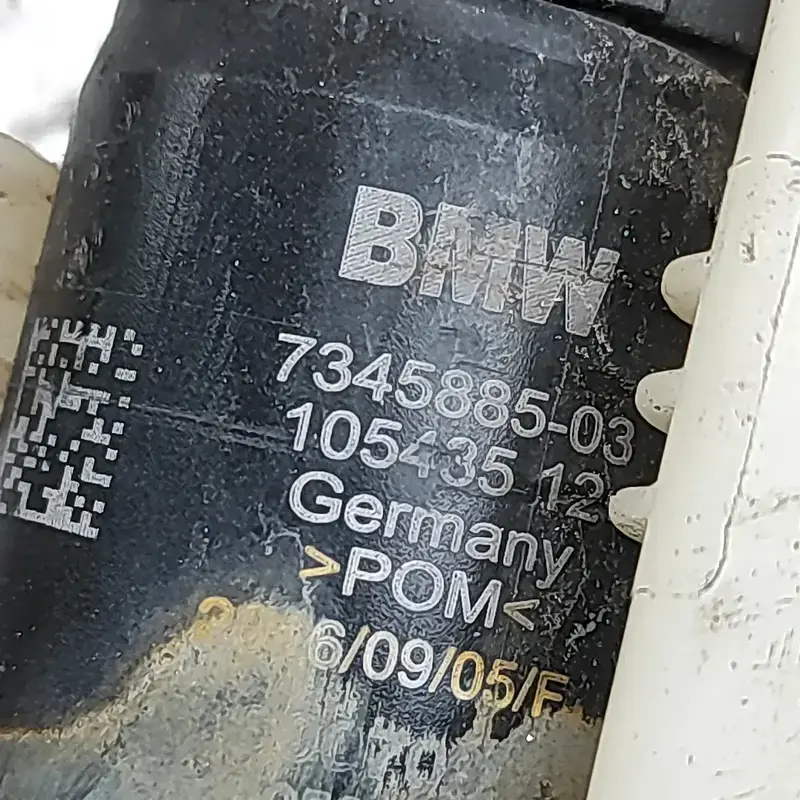 BMW
7345885-03
105435 12
Germany
>POM<
6/09/05/F